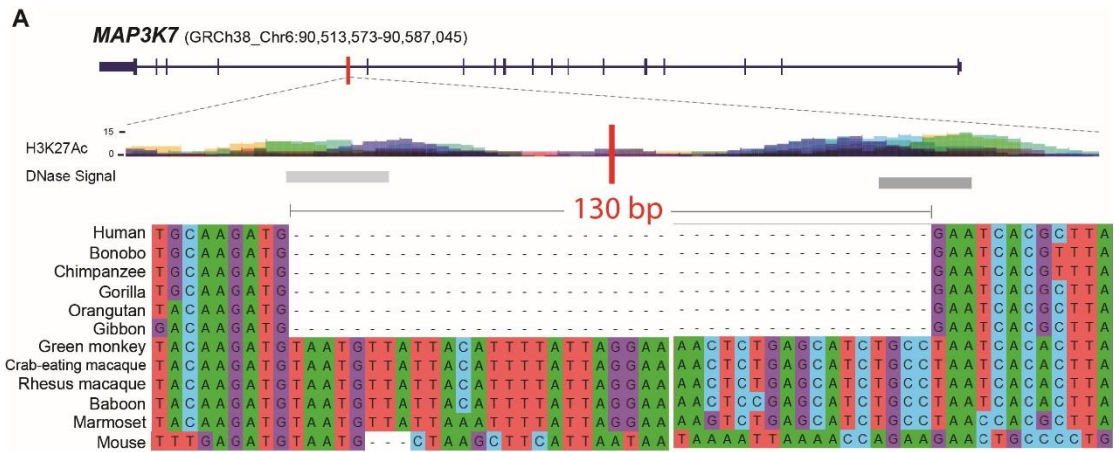 A
MAP3K7 (GRCh38_Chr6:90,513,573-90,587,045)
15
H3K27Ac
0
DNase Signal
130 bp
Human TGCAAGATG------------------------- -----------------GAATCACGCTTA
Bonobo TGCAAGATG------------------------- -----------------GAATCACGTTTA
Chimpanzee TGCAAGATG------------------------- -----------------GAATCACGTTTA
Gorilla TGCAAGATG------------------------- -----------------GAATCACGCTTA
Orangutan TACAAGATG------------------------- -----------------GAATCACGCTTA
Gibbon GACAAGATG------------------------- -----------------GAATCACGCTTA
Green monkey TACAAGATGTAATGTTATTACATTTTATTAGGAA AACTCTGAGCATCTGCCTAATCACACTTA
Crab-eating macaque TACAAGATGTAATGTTATTACATTTTATTAGGAA AACTCTGAGCATCTGCCTAATCACACTTA
Rhesus macaque TACAAGATGTAATGTTATTACATTTTATTAGGAA AACTCTGAGCATCTGCCTAATCACACTTA
Baboon TACAAGATGTAATGTTATTACATTTTATTAGGAA AACTCCGAGCATCTGCCTAATCACACTTA
Marmoset TACAAGATGTAATGTTATTAAATTTTATTAGGAA AAGTCTGAGCATCTGCCTAACCACGCTTA
Mouse TTTGAGATGTAATG---CTAAGCTTCATTAATAA TAAAATTAAAACCAGAAGAACTGCCCCTG